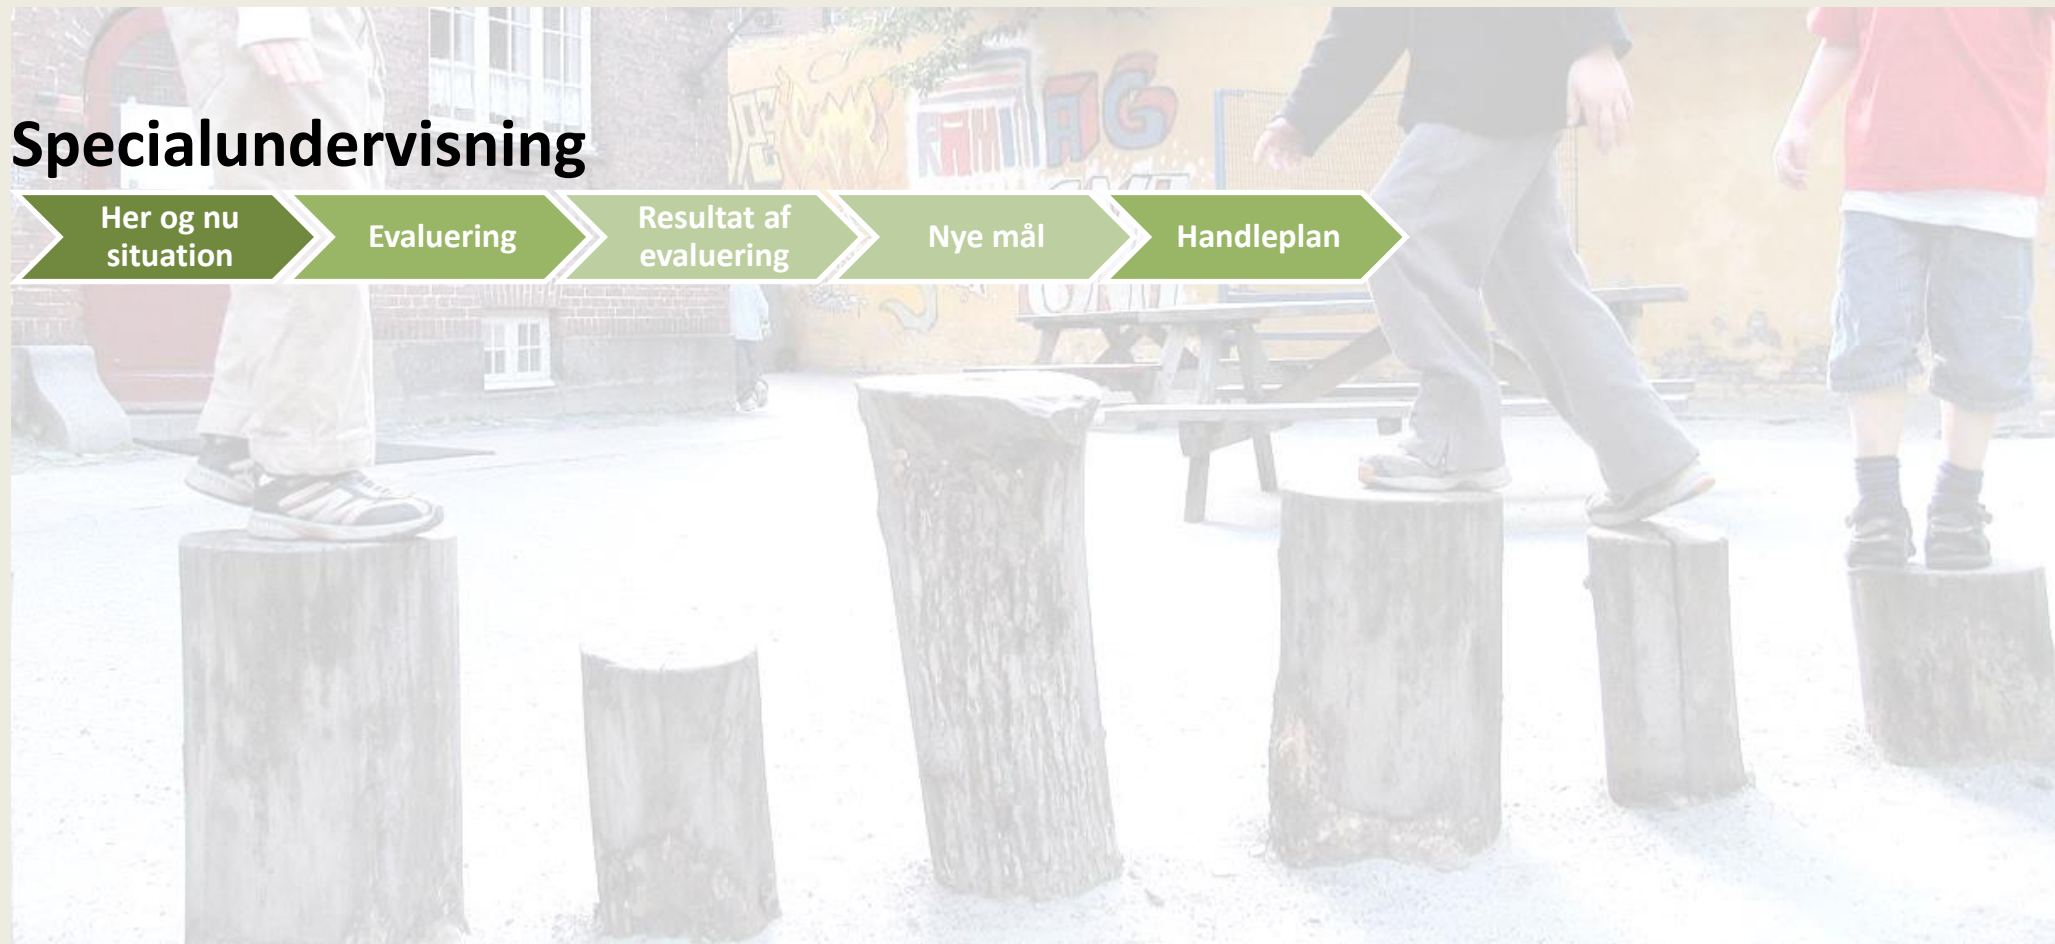 Specialundervisning
Her og nu
situation
Evaluering
Resultat af
evaluering
Nye mål
Handleplan